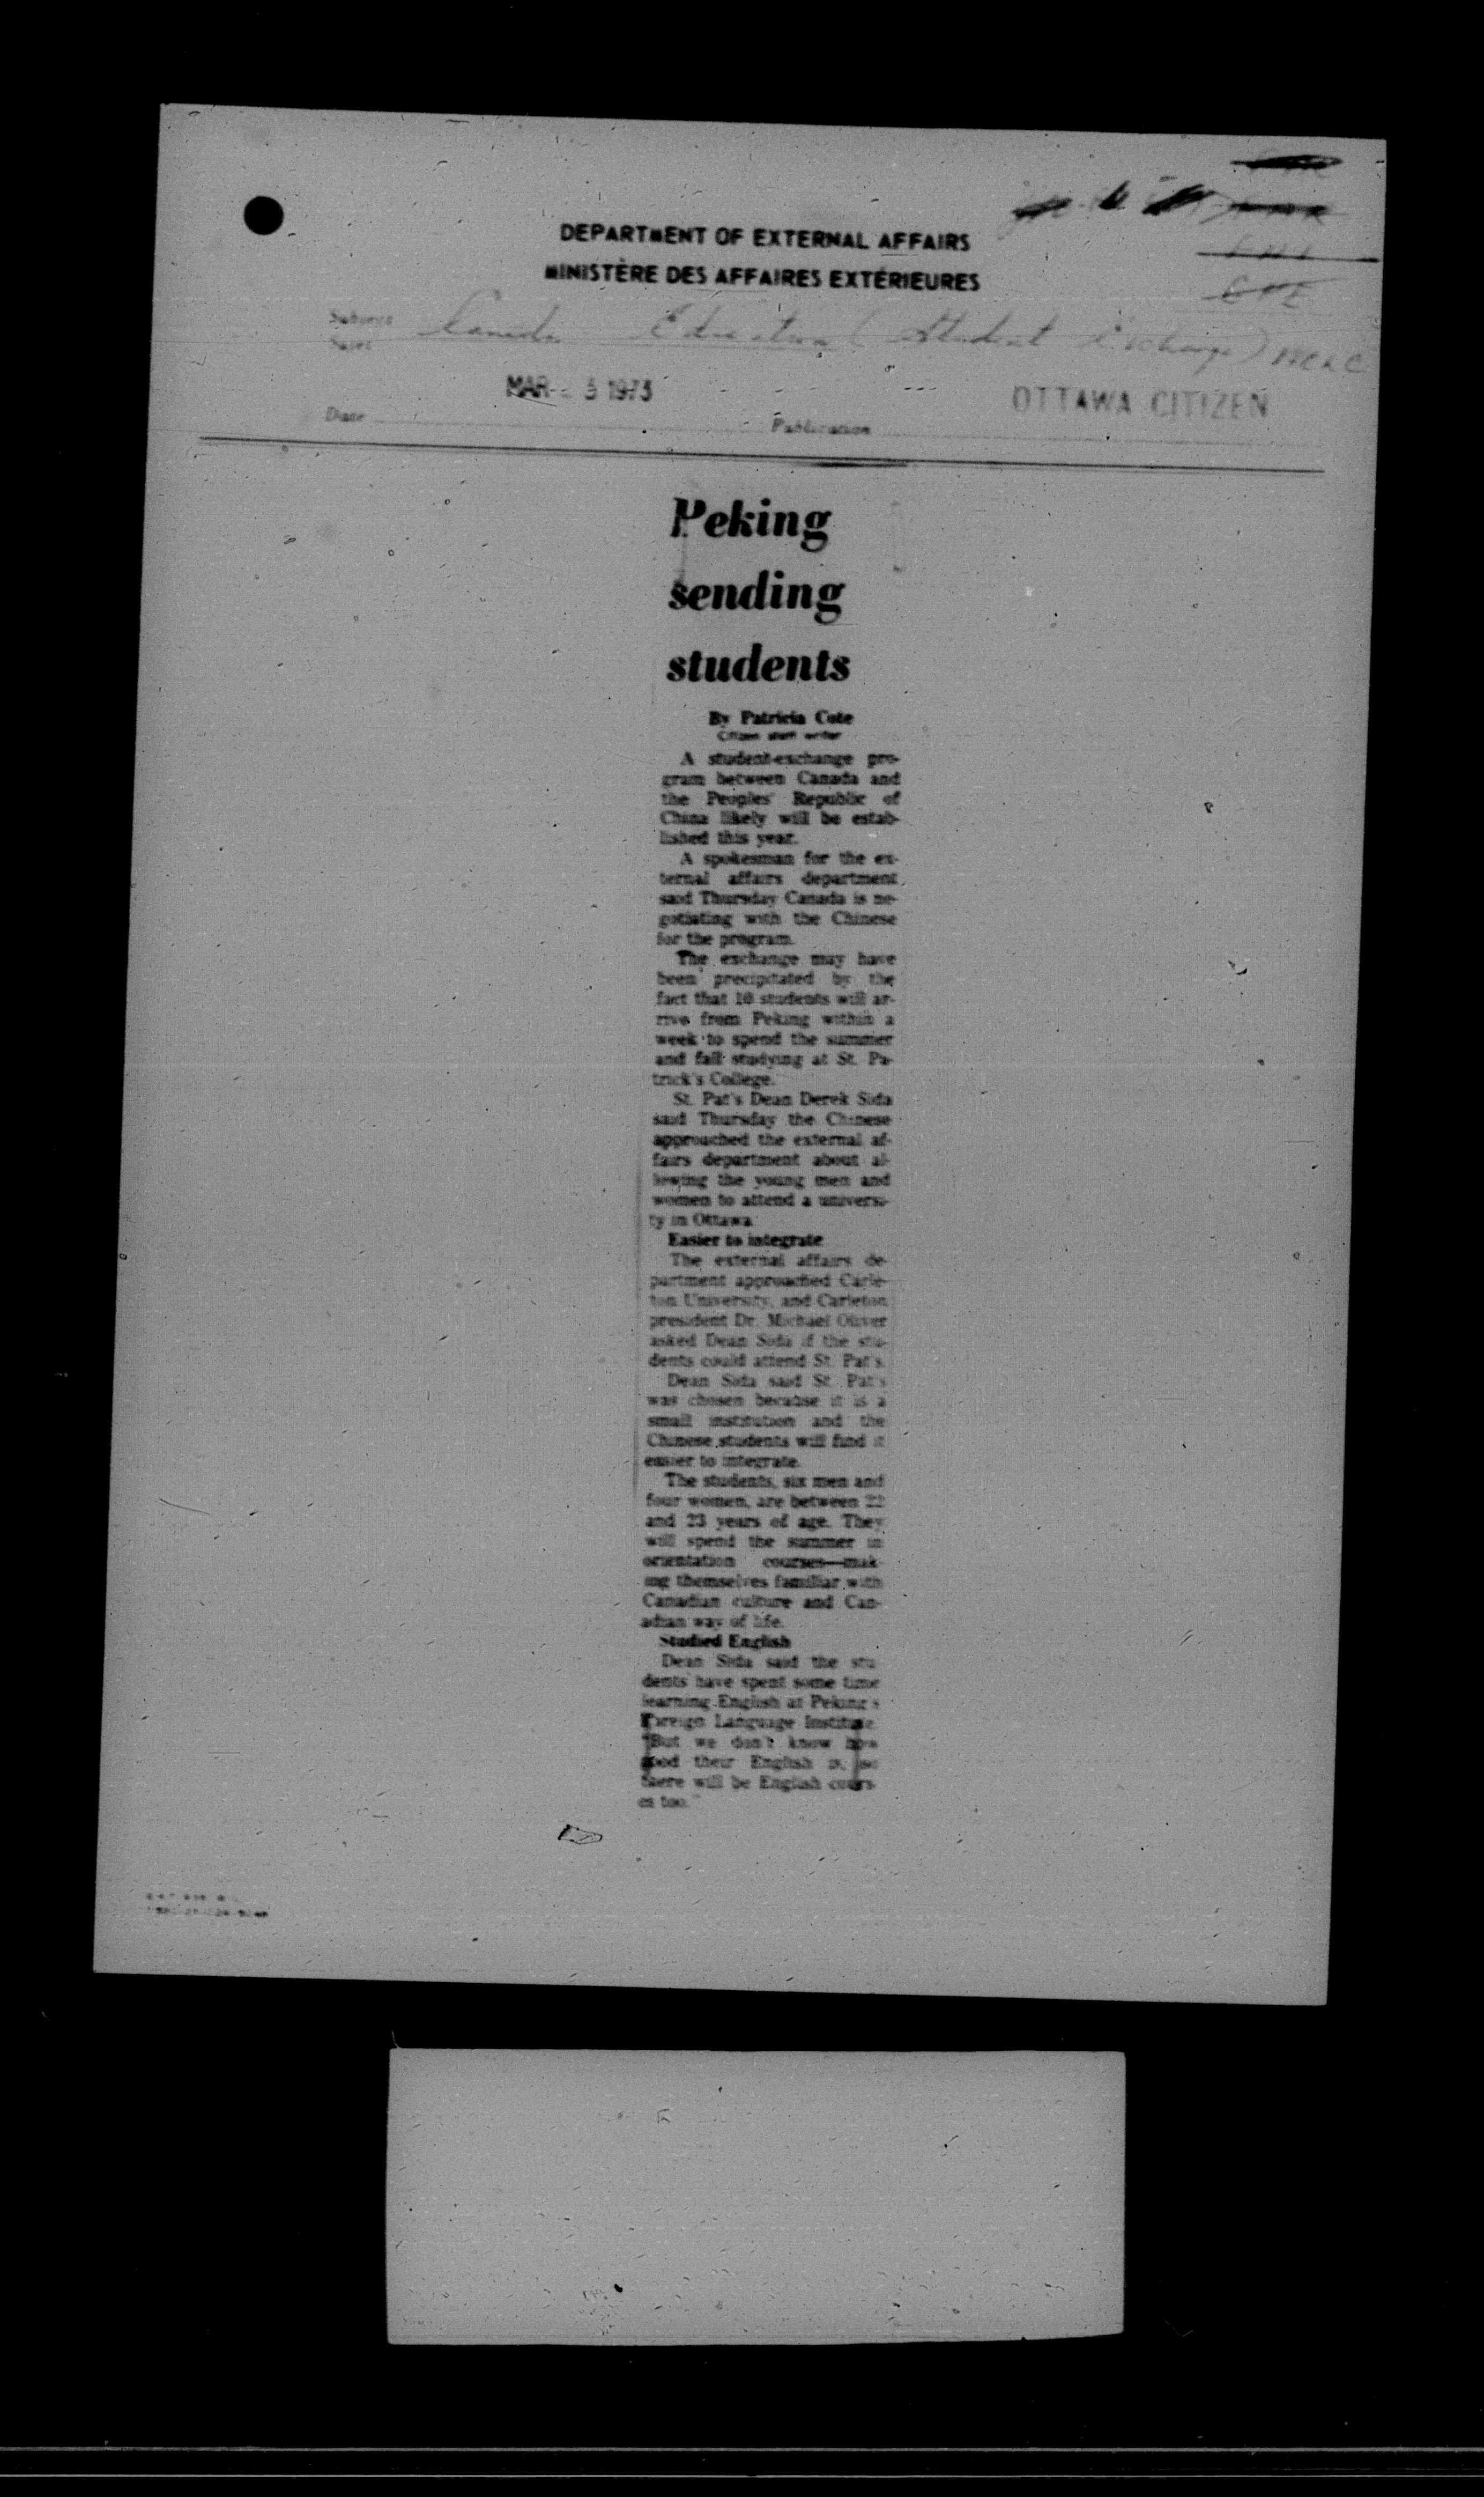 DEPARTMENT OF EXTERNAL AFFAIRS
MINISTÈRE DES AFFAIRES EXTÉRIEURES
Subject Canada Education (Student Exchange)
Sujet
MAR 1973
OTTAWA CITIZEN
Date
Publication
Peking
sending
students
By Patricia Cote
Citizen staff writer
A student-exchange pro-
gram between Canada and
the Peoples' Republic of
China likely will be estab-
lished this year.
A spokesman for the ex-
ternal affairs department
said Thursday Canada is ne-
gotiating with the Chinese
for the program.
The exchange may have
been precipitated by the
fact that 10 students will ar-
rive from Peking within a
week to spend the summer
and fall studying at St. Pa-
trick's College.
St. Pat's Dean Derek Sida
said Thursday the Chinese
approached the external af-
fairs department about al-
lowing the young men and
women to attend a universi-
ty in Ottawa.
Easier to integrate
The external affairs de-
partment approached Carle-
ton University, and Carleton
president Dr. Michael Oliver
asked Dean Sida if the stu-
dents could attend St. Pat's.
Dean Sida said St. Pat's
was chosen because it is a
small institution and the
Chinese students will find it
easier to integrate.
The students, six men and
four women, are between 22
and 23 years of age. They
will spend the summer in
orientation courses—mak-
ing themselves familiar with
Canadian culture and Can-
adian way of life.
Studied English
Dean Sida said the stu-
dents have spent some time
learning English at Peking's
Foreign Language Institute.
"But we don't know how
good their English is, so
there will be English cours-
es too."